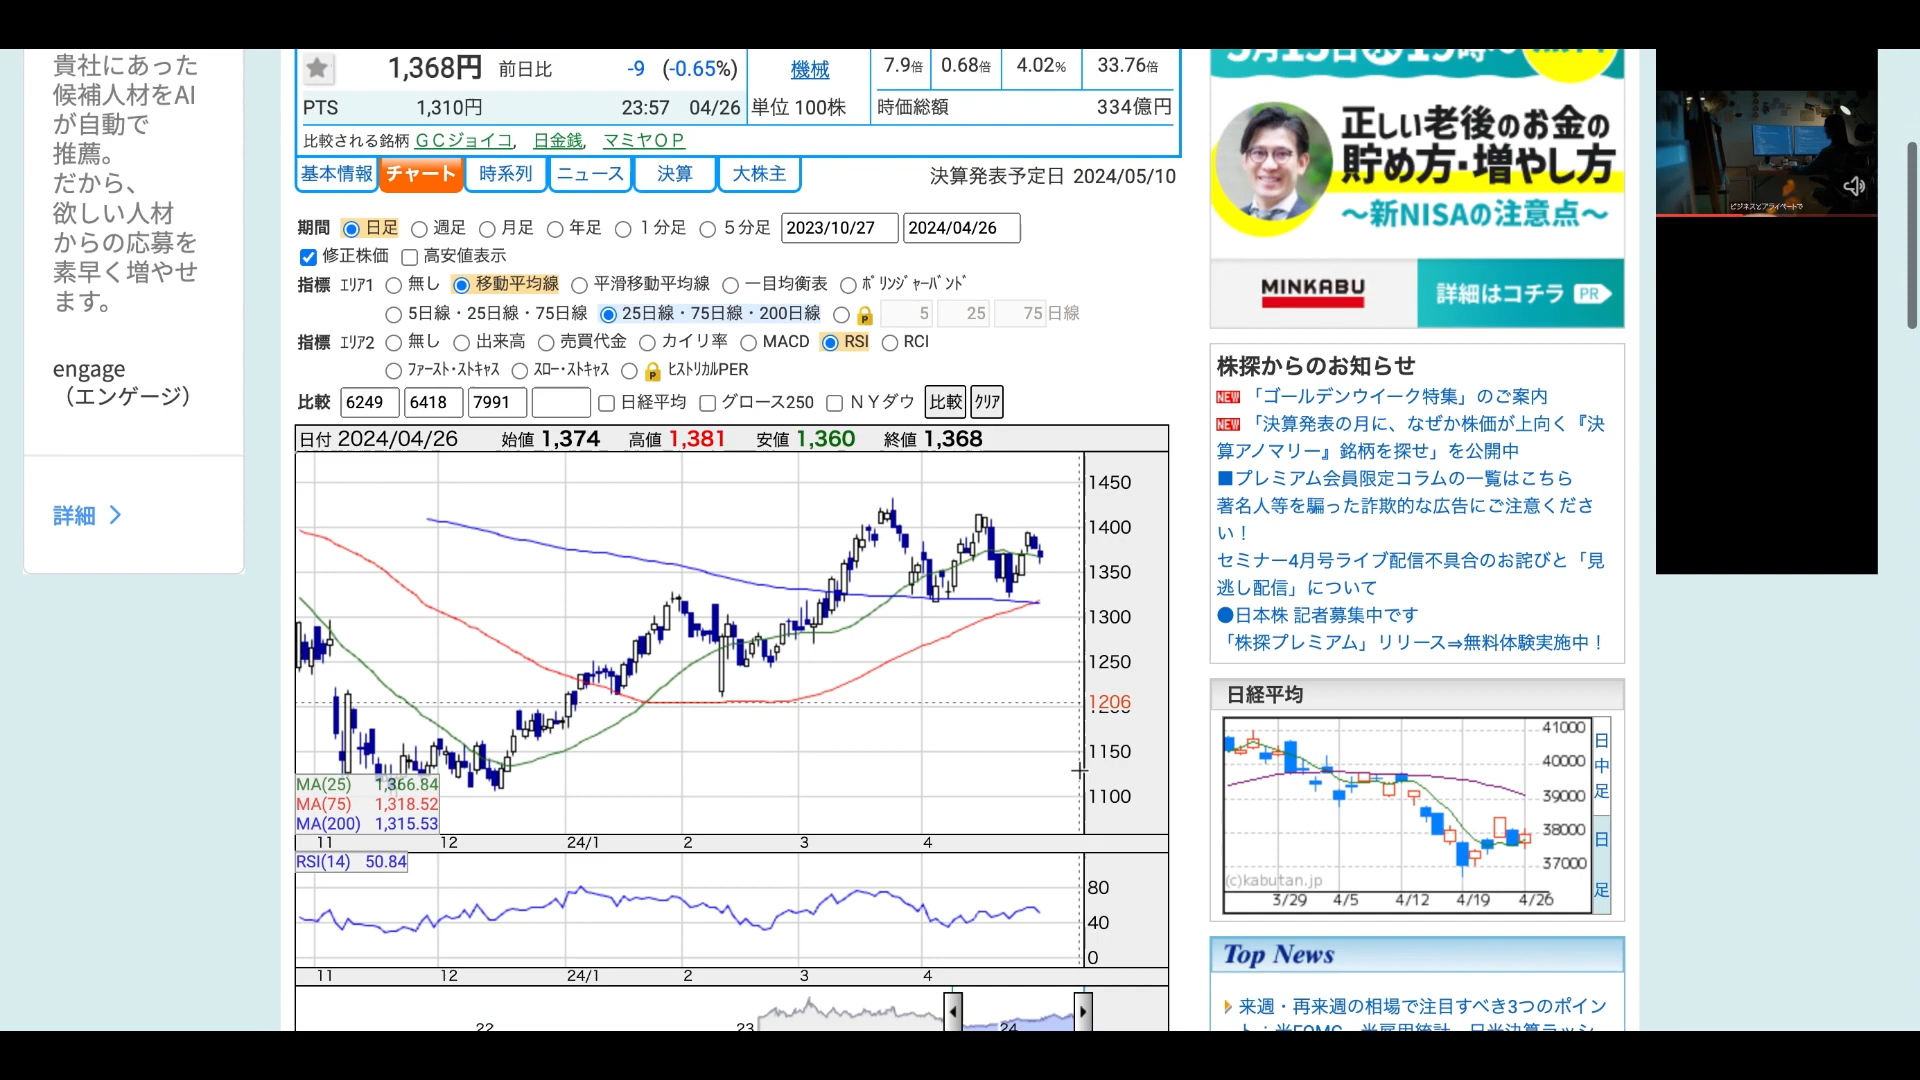 貴社にあった
候補人材をAI
が自動で
推薦。
だから、
欲しい人材
からの応募を
素早く増やせ
ます。
engage
（エンゲージ）
詳細
1,368円 前日比 -9 (-0.65%) 機械 7.9倍 0.68倍 4.02% 33.76倍
PTS 1,310円 23:57 04/26 単位 100株 時価総額 334億円
比較される銘柄 ＧＣジョイコ, 日金銭, マミヤＯＰ
基本情報 チャート 時系列 ニュース 決算 大株主 決算発表予定日 2024/05/10
期間 日足 週足 月足 年足 １分足 ５分足 2023/10/27 2024/04/26
修正株価 高安値表示
指標 エリア1 無し 移動平均線 平滑移動平均線 一目均衡表 ボリンジャーバンド
5日線・25日線・75日線 25日線・75日線・200日線 5 25 75 日線
指標 エリア2 無し 出来高 売買代金 カイリ率 MACD RSI RCI
ファースト・ストキャス スロー・ストキャス P ヒストリカルPER
比較 6249 6418 7991 日経平均 グロース250 ＮＹダウ 比較 クリア
日付 2024/04/26 始値 1,374 高値 1,381 安値 1,360 終値 1,368
1450
1400
1350
1300
1250
1206
1150
1100
MA(25) 1,366.84
MA(75) 1,318.52
MA(200) 1,315.53
11 12 24/1 2 3 4
RSI(14) 50.84
80
40
0
11 12 24/1 2 3 4
22 23 24
正しい老後のお金の
貯め方・増やし方
～新NISAの注意点～
MINKABU 詳細はコチラ PR
株探からのお知らせ
NEW 「ゴールデンウイーク特集」のご案内
NEW 「決算発表の月に、なぜか株価が上向く『決
算アノマリー』銘柄を探せ」を公開中
■プレミアム会員限定コラムの一覧はこちら
著名人等を騙った詐欺的な広告にご注意くださ
い！
セミナー4月号ライブ配信不具合のお詫びと「見
逃し配信」について
●日本株 記者募集中です
「株探プレミアム」リリース⇒無料体験実施中！
日経平均
41000
40000
39000
38000
37000
(c)kabutan.jp
3/29 4/5 4/12 4/19 4/26
日
中
足
日
足
Top News
来週・再来週の相場で注目すべき3つのポイン
ビジネスとプライベートで